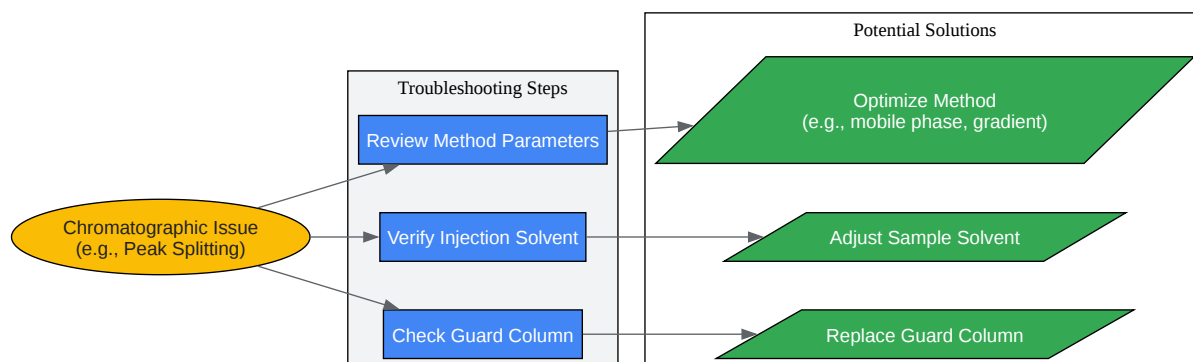 Potential Solutions
Troubleshooting Steps
Optimize Method
(e.g., mobile phase, gradient)
Review Method Parameters
Chromatographic Issue
(e.g., Peak Splitting)
Verify Injection Solvent
Adjust Sample Solvent
Check Guard Column
Replace Guard Column